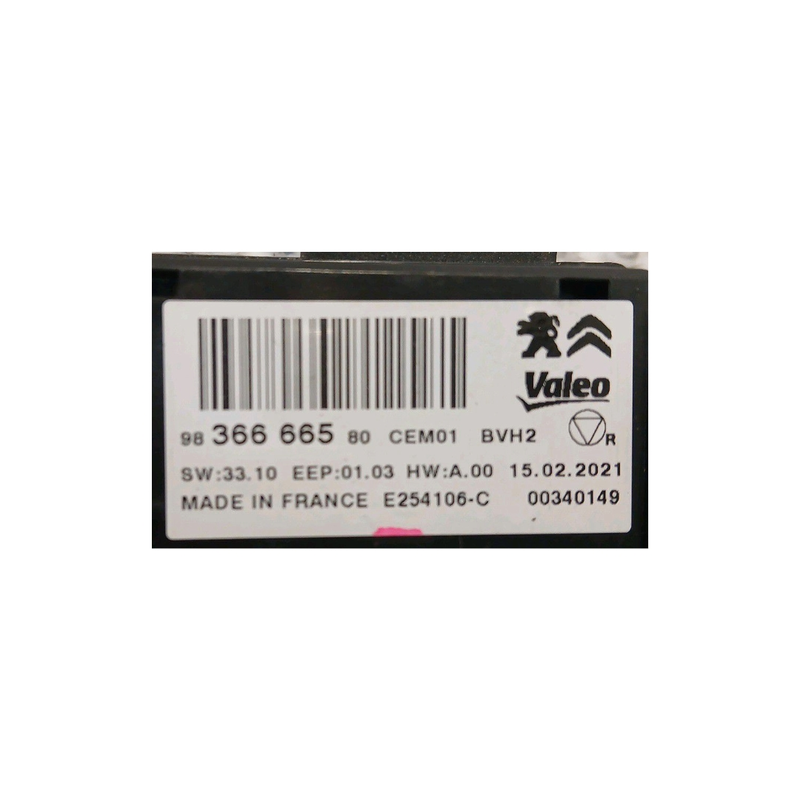 Valeo
98 366 665 80 CEM01 BVH2 R
SW:33.10 EEP:01.03 HW:A.00 15.02.2021
MADE IN FRANCE E254106-C 00340149